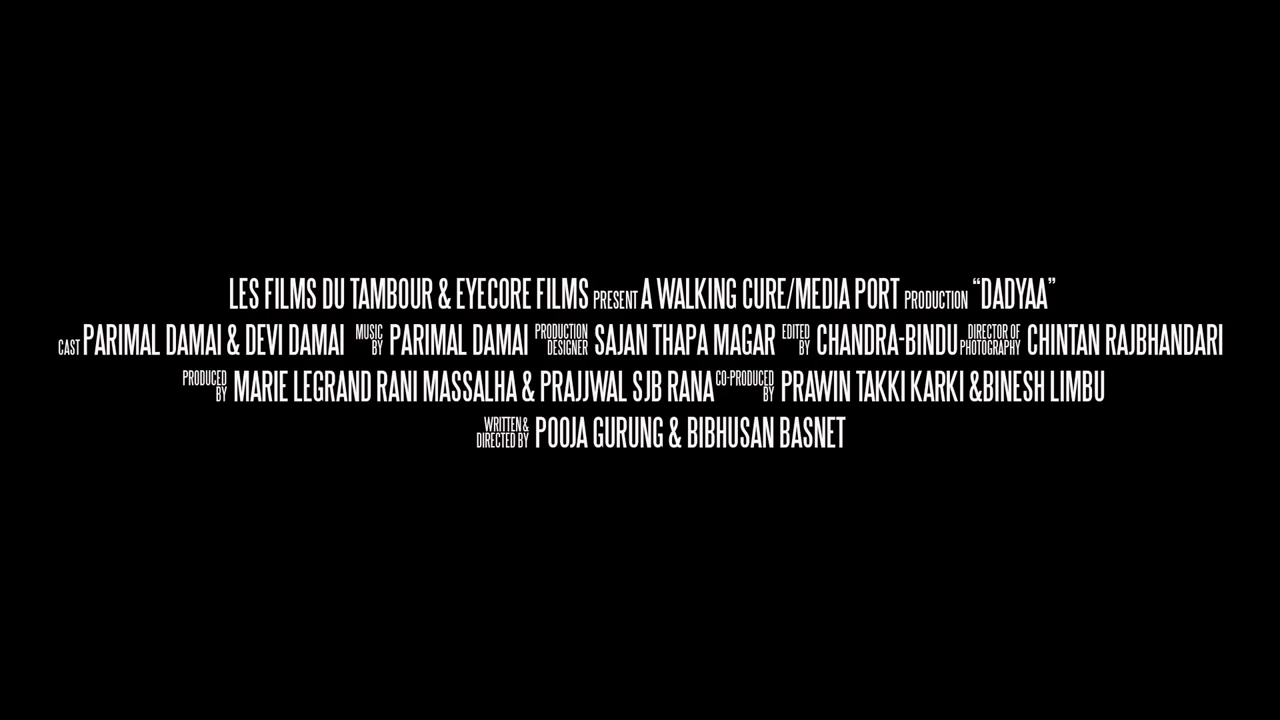 LES FILMS DU TAMBOUR & EYECORE FILMS PRESENT A WALKING CURE/MEDIA PORT PRODUCTION “DADYAA”
CAST PARIMAL DAMAI & DEVI DAMAI MUSIC BY PARIMAL DAMAI PRODUCTION DESIGNER SAJAN THAPA MAGAR EDITED BY CHANDRA-BINDU DIRECTOR OF PHOTOGRAPHY CHINTAN RAJBHANDARI
PRODUCED BY MARIE LEGRAND RANI MASSALHA & PRAJJWAL SJB RANA CO-PRODUCED BY PRAWIN TAKKI KARKI &BINESH LIMBU
WRITTEN & DIRECTED BY POOJA GURUNG & BIBHUSAN BASNET